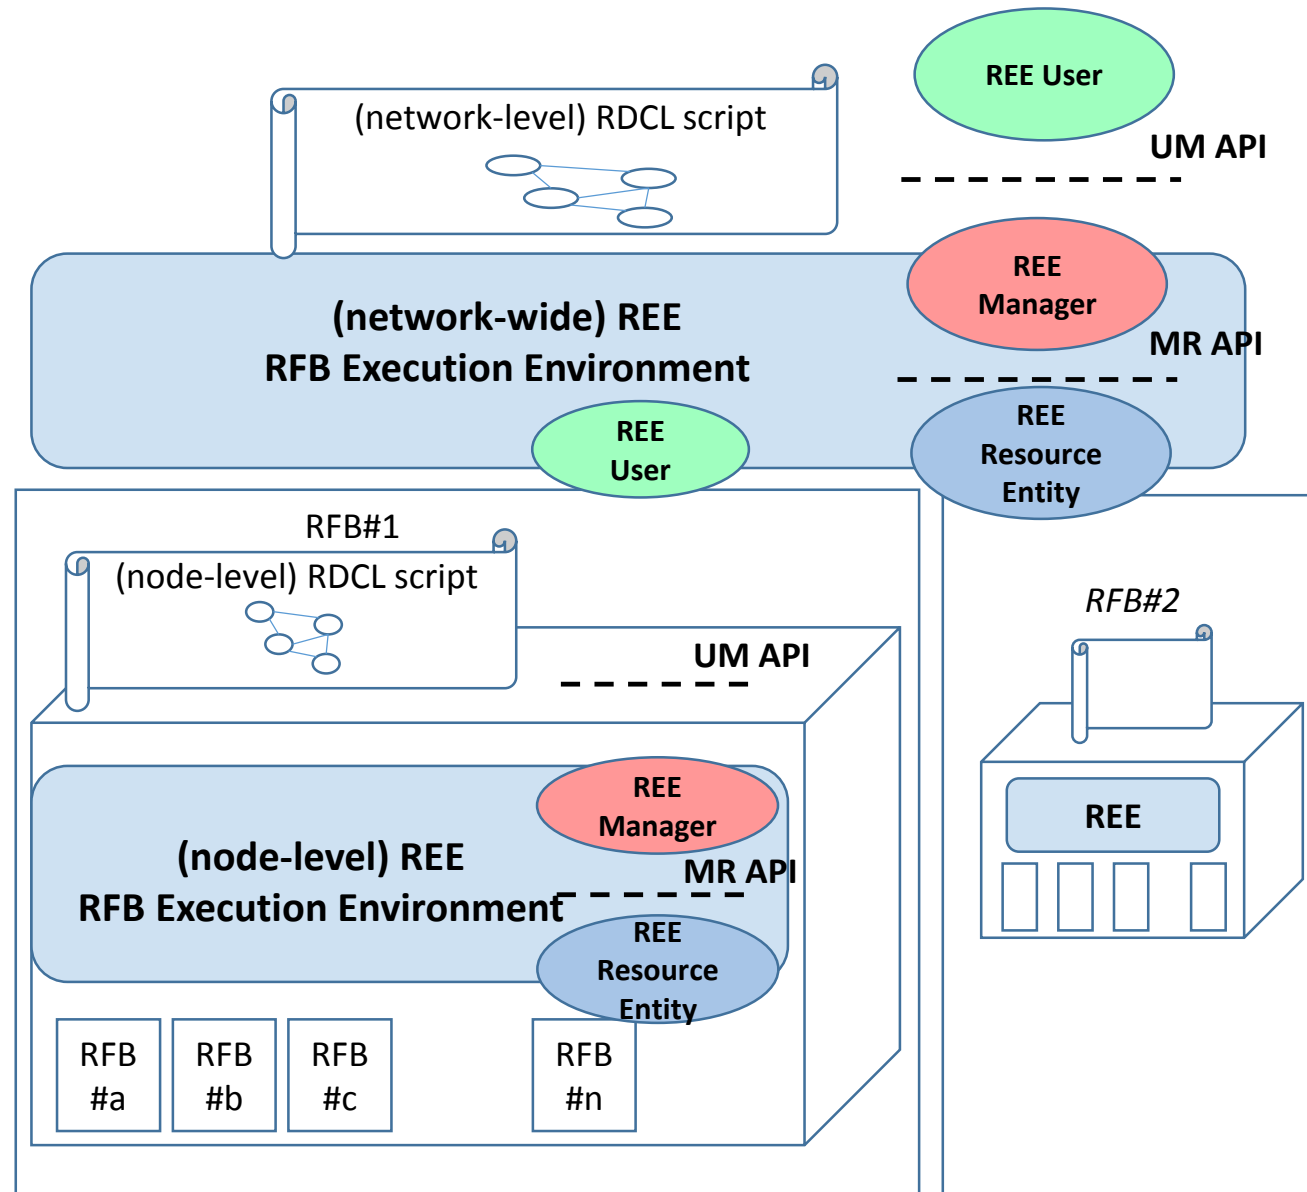 REE User
(network-level) RDCL script
UM API
REE
Manager
(network-wide) REE
RFB Execution Environment
MR API
REE
Resource
Entity
REE
User
RFB#1
(node-level) RDCL script
UM API
REE
Manager
(node-level) REE
RFB Execution Environment
MR API
REE
Resource
Entity
RFB
#a
RFB
#b
RFB
#c
RFB
#n
RFB#2
REE